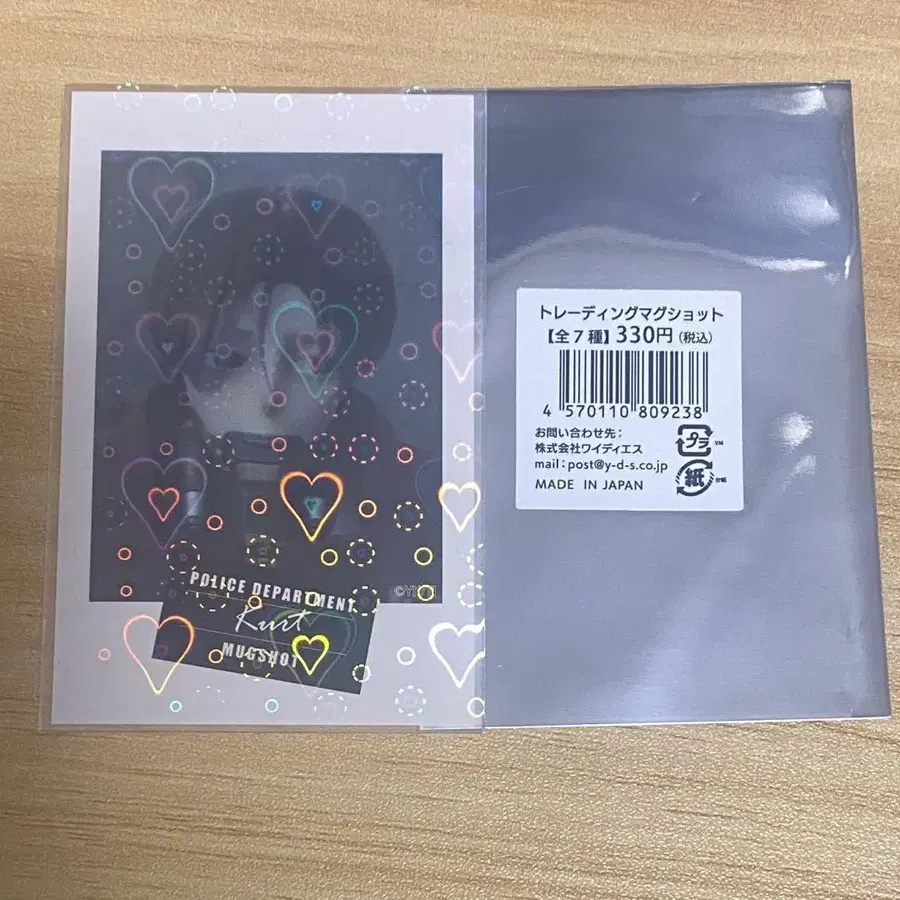 POLICE DEPARTMENT
Kurt
MUGSHOT
トレーディングマグショット
【全7種】330円(税込)
4 570110 809238
お問い合わせ先:
株式会社ワイディエス
mail:post@y-d-s.co.jp
MADE IN JAPAN
プラ
紙